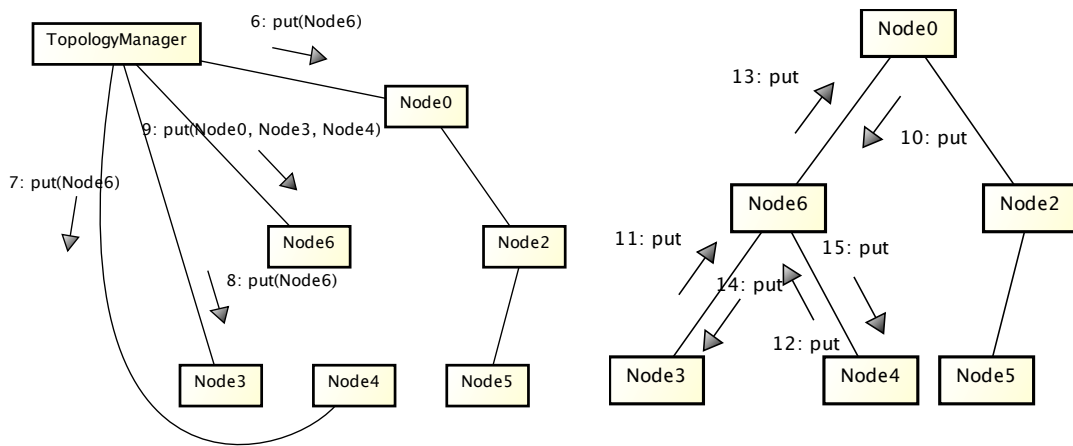 6: put(Node6)
TopologyManager
Node0
9: put(Node0, Node3, Node4)
7: put(Node6)
Node6
Node2
8: put(Node6)
Node3
Node4
Node5
Node0
13: put
10: put
Node6
Node2
11: put
15: put
14: put
12: put
Node3
Node4
Node5